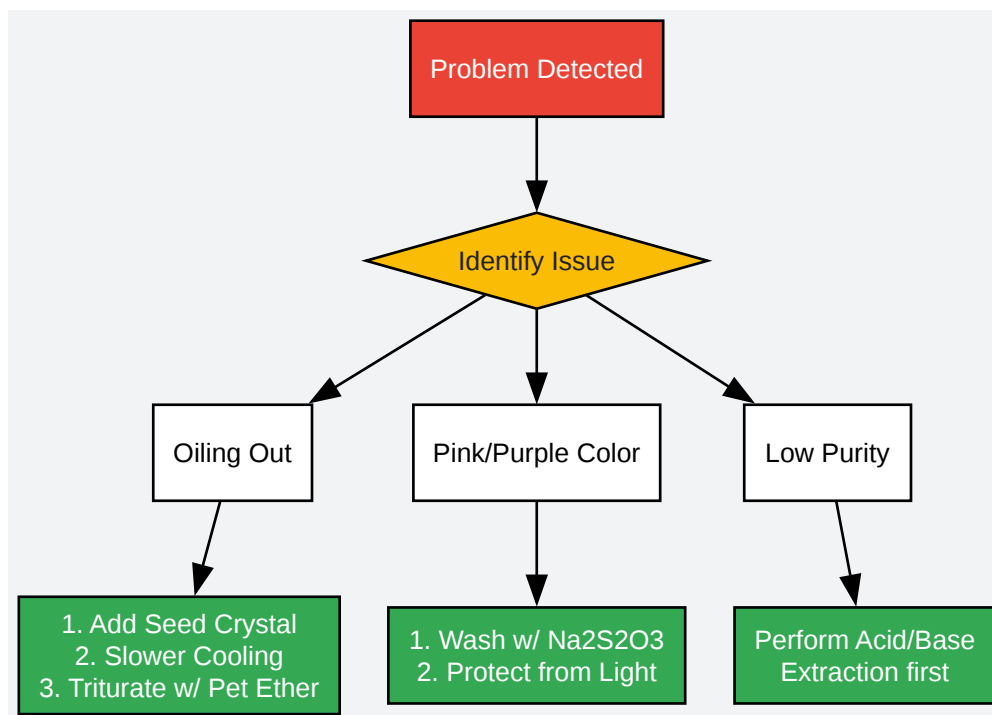 Problem Detected
Identify Issue
Oiling Out
Pink/Purple Color
Low Purity
1. Add Seed Crystal
2. Slower Cooling
3. Triturate w/ Pet Ether
1. Wash w/ Na2S2O3
2. Protect from Light
Perform Acid/Base
Extraction first